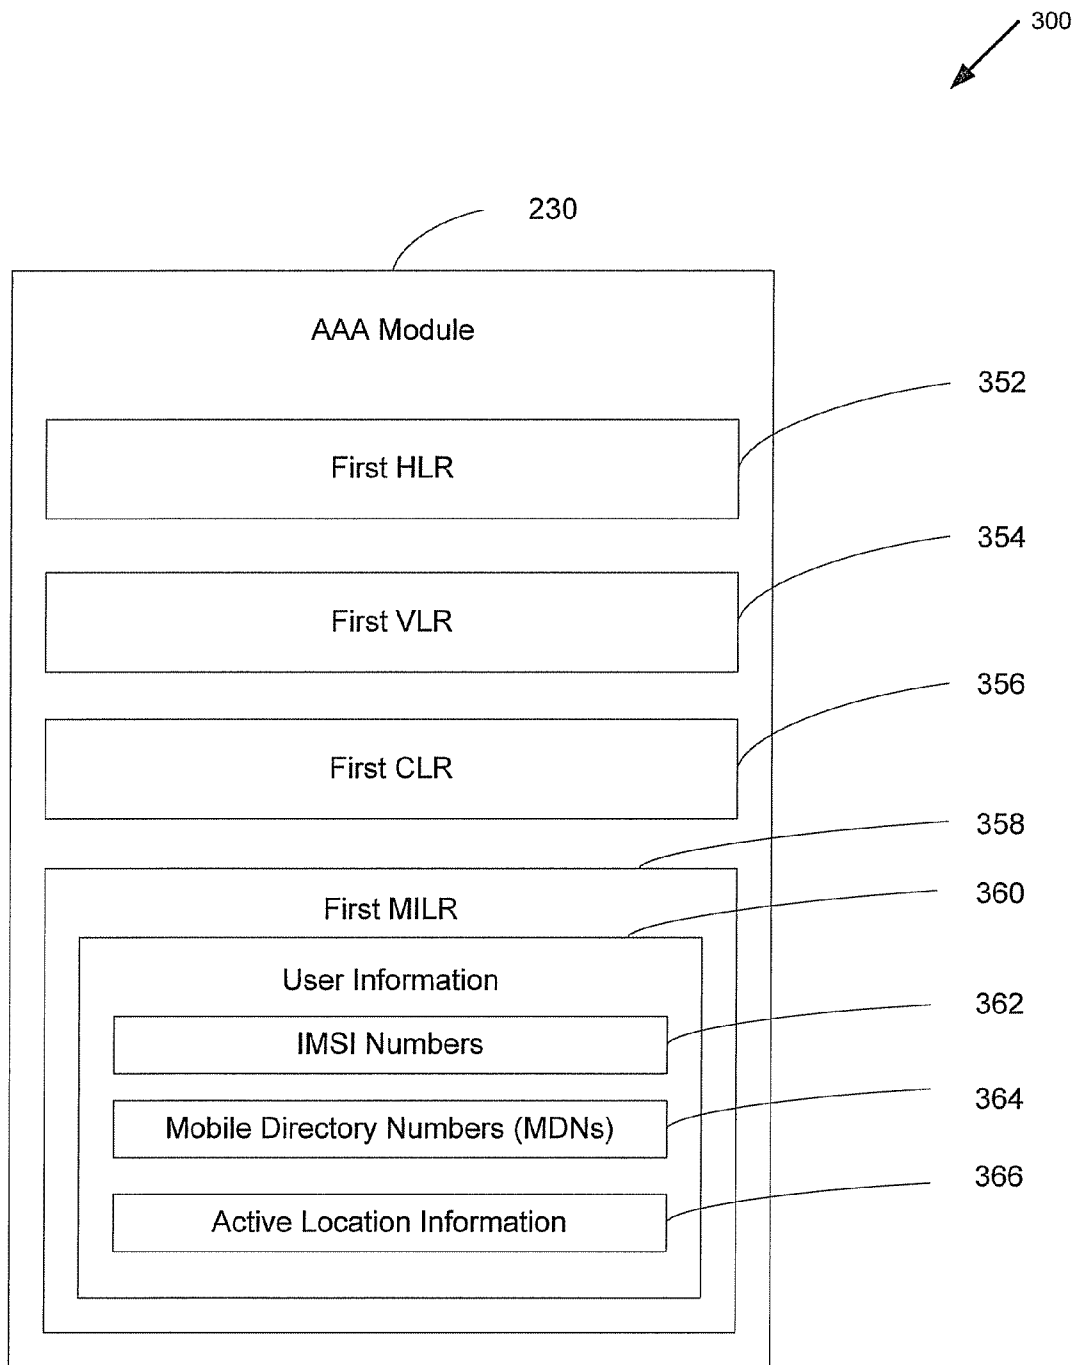 300
230
AAA Module
352
First HLR
354
First VLR
356
First CLR
358
First MILR
360
User Information
362
IMSI Numbers
364
Mobile Directory Numbers (MDNs)
366
Active Location Information